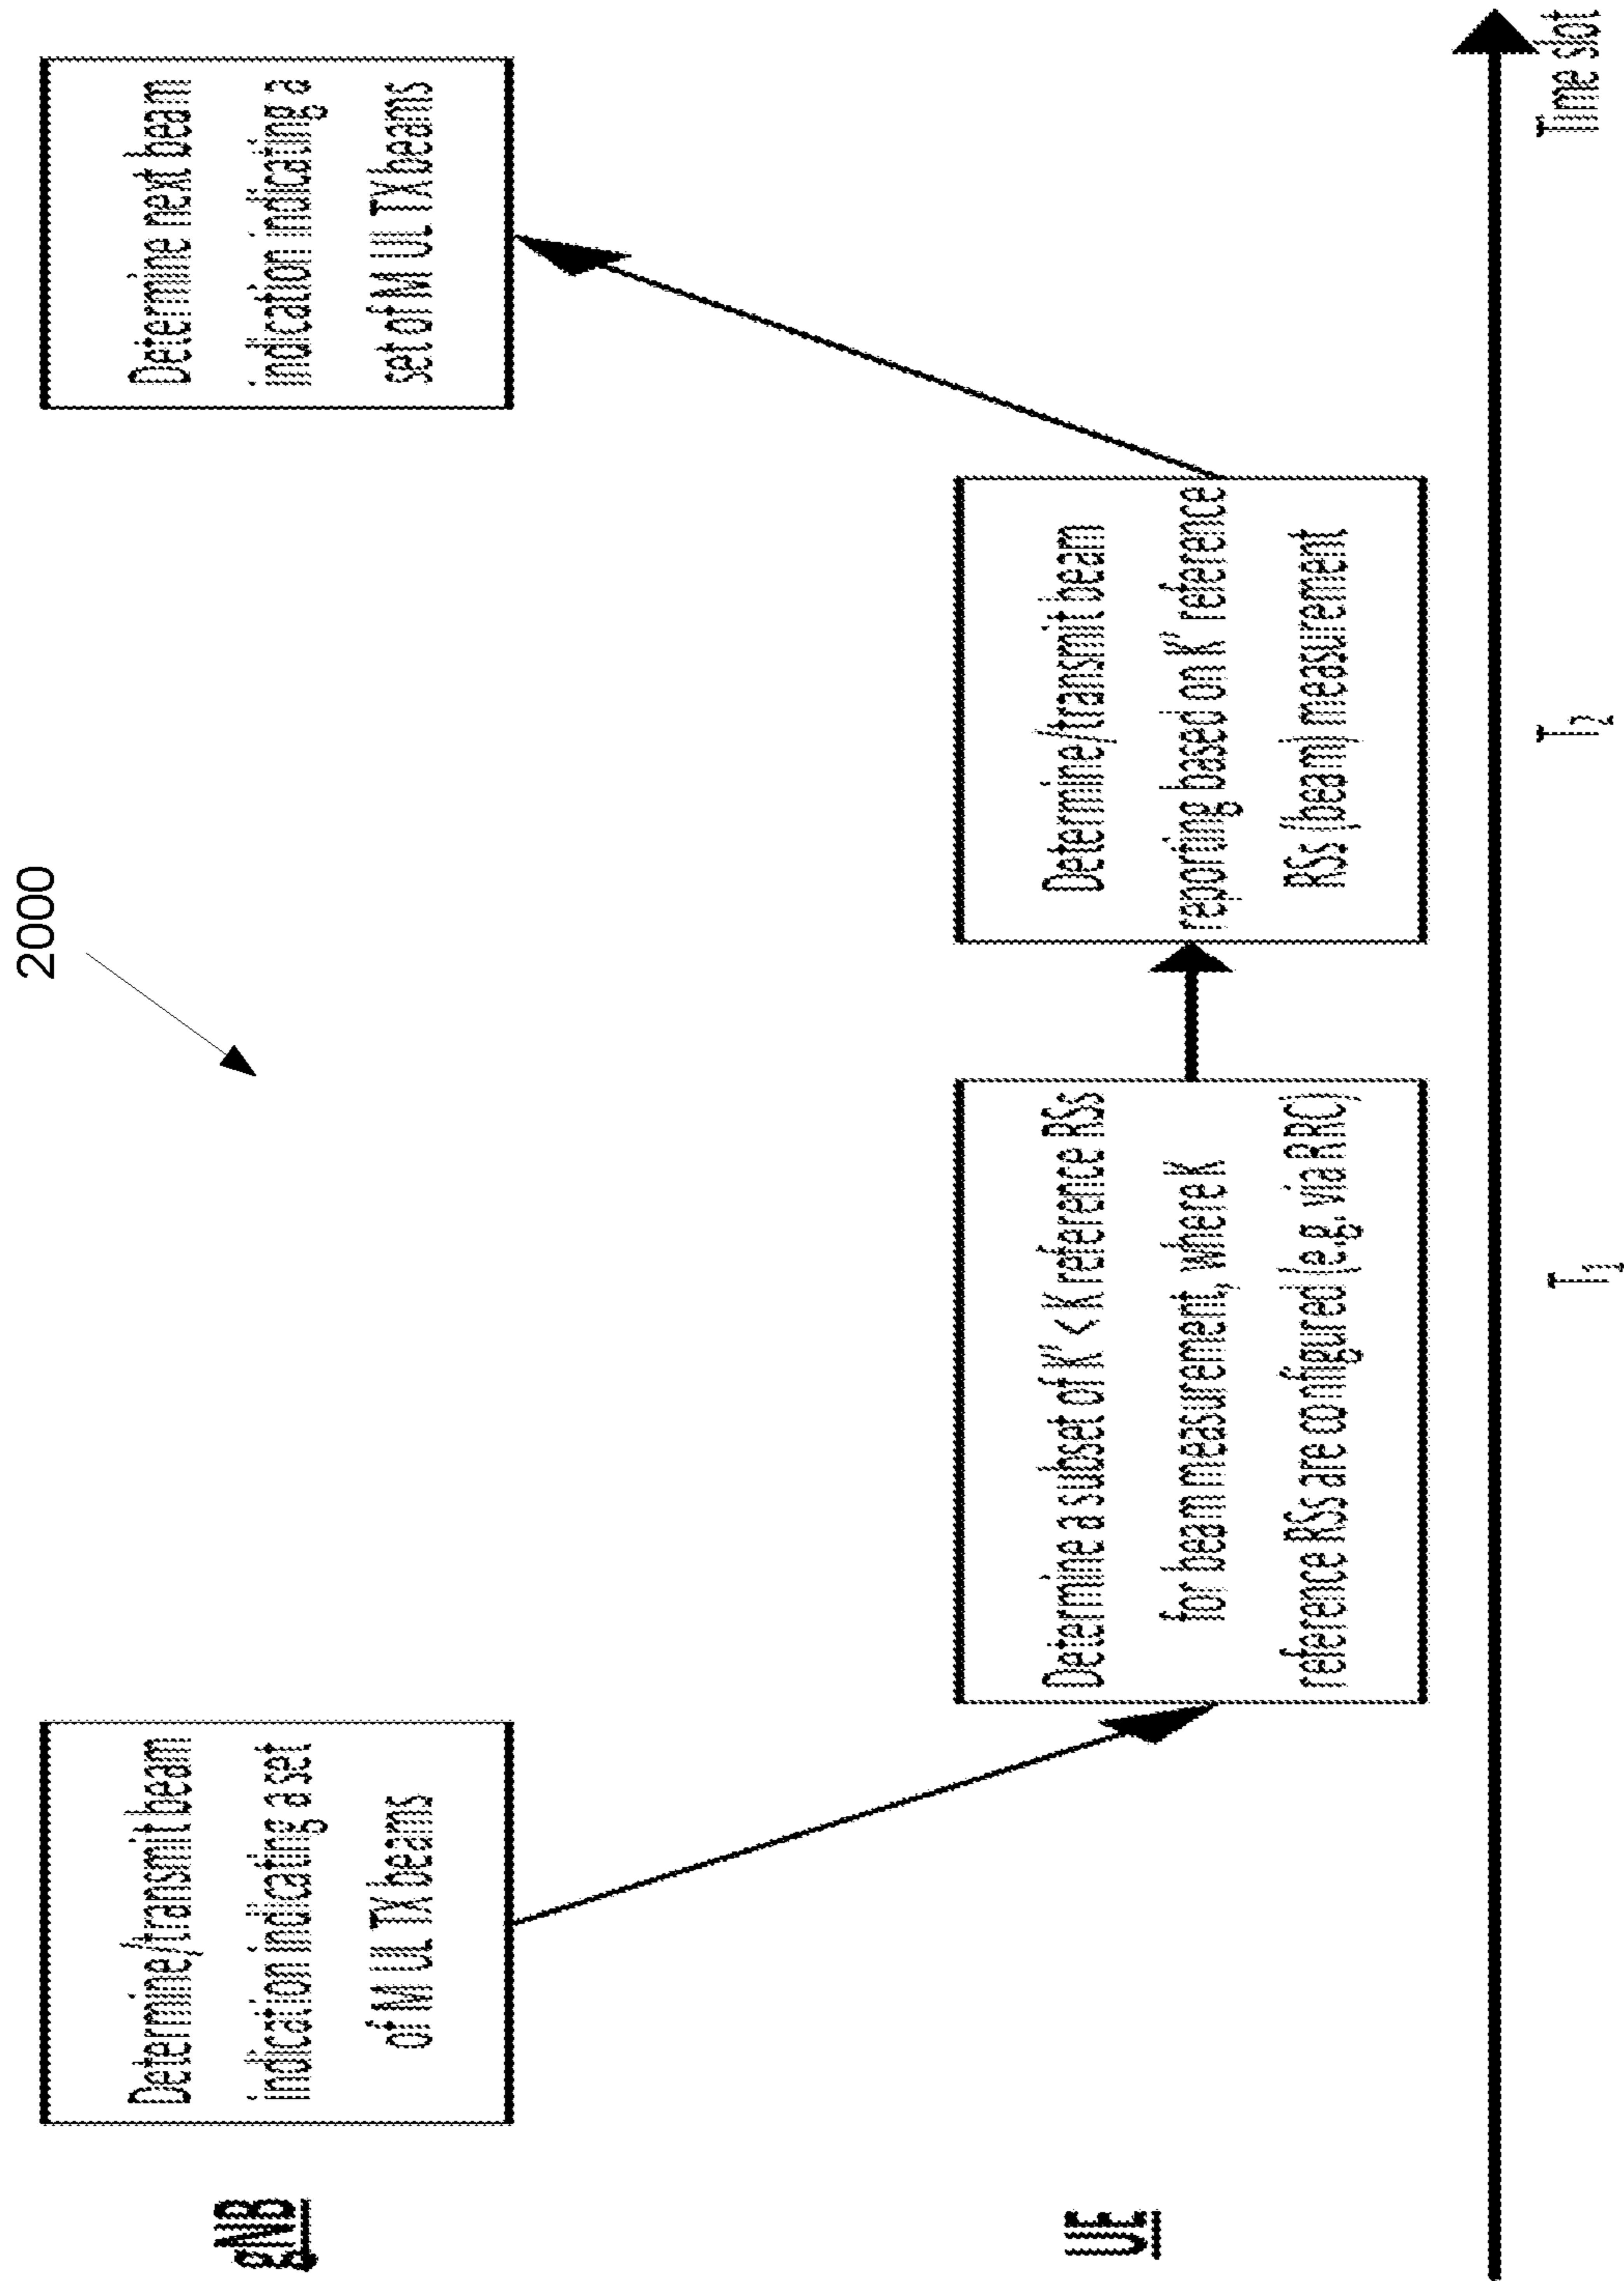 2000
gNB
Determine/transmit beam
indication indicating a set
of M UL TX beams
Determine next beam
indication indicating a
set of M UL TX beams
UE
Determine a subset of K' < K reference RSs
for beam measurement, where K
reference RSs are configured (e.g. via RRC)
Determine/transmit beam
reporting based on K' reference
RSs (beam) measurement
T1
T2
Time slot